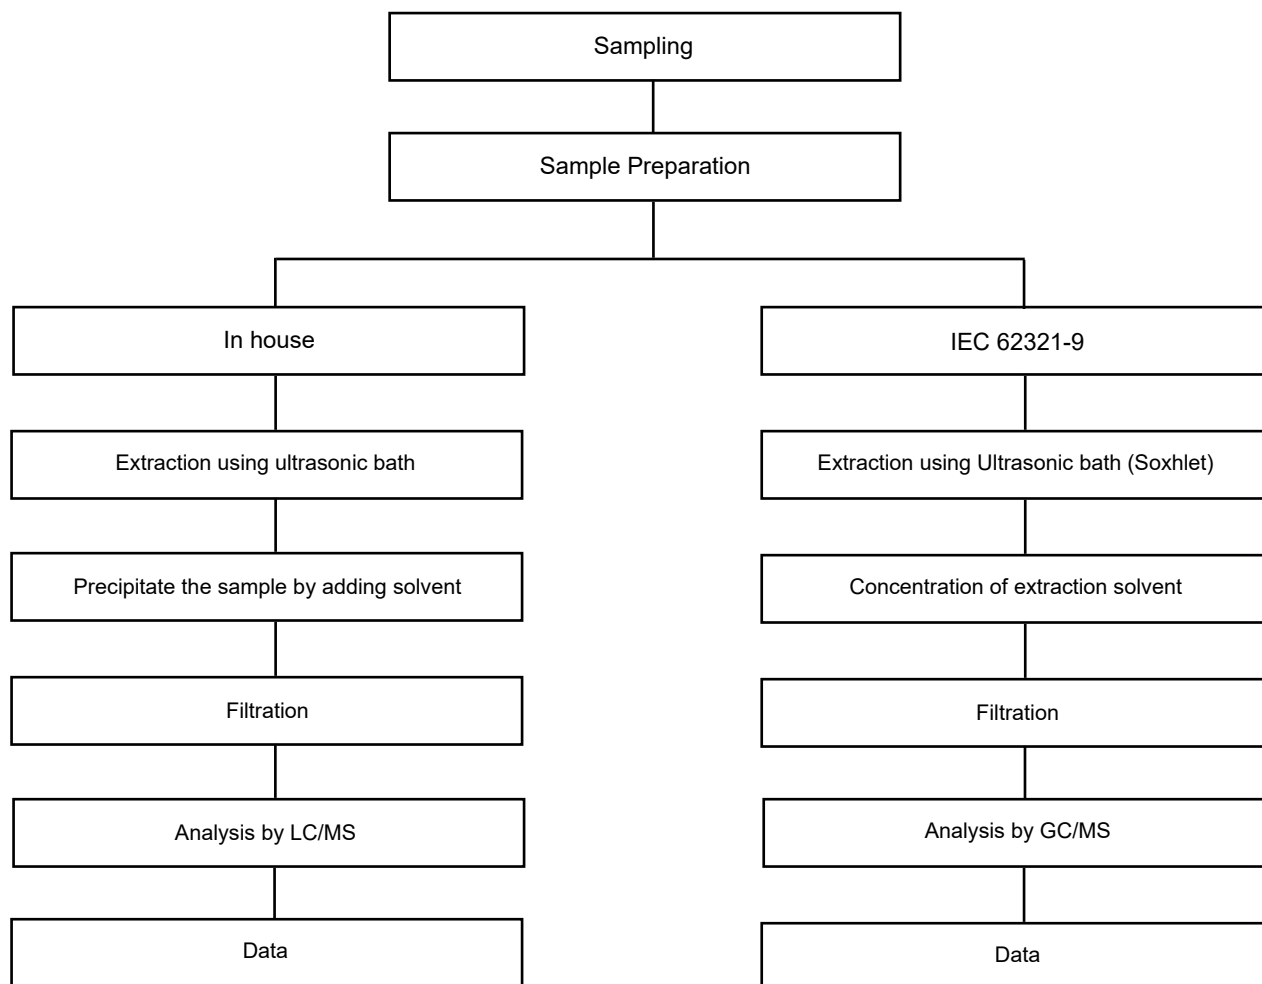 Sampling
Sample Preparation
In house
Extraction using ultrasonic bath
Precipitate the sample by adding solvent
Filtration
Analysis by LC/MS
Data
IEC 62321-9
Extraction using Ultrasonic bath (Soxhlet)
Concentration of extraction solvent
Filtration
Analysis by GC/MS
Data